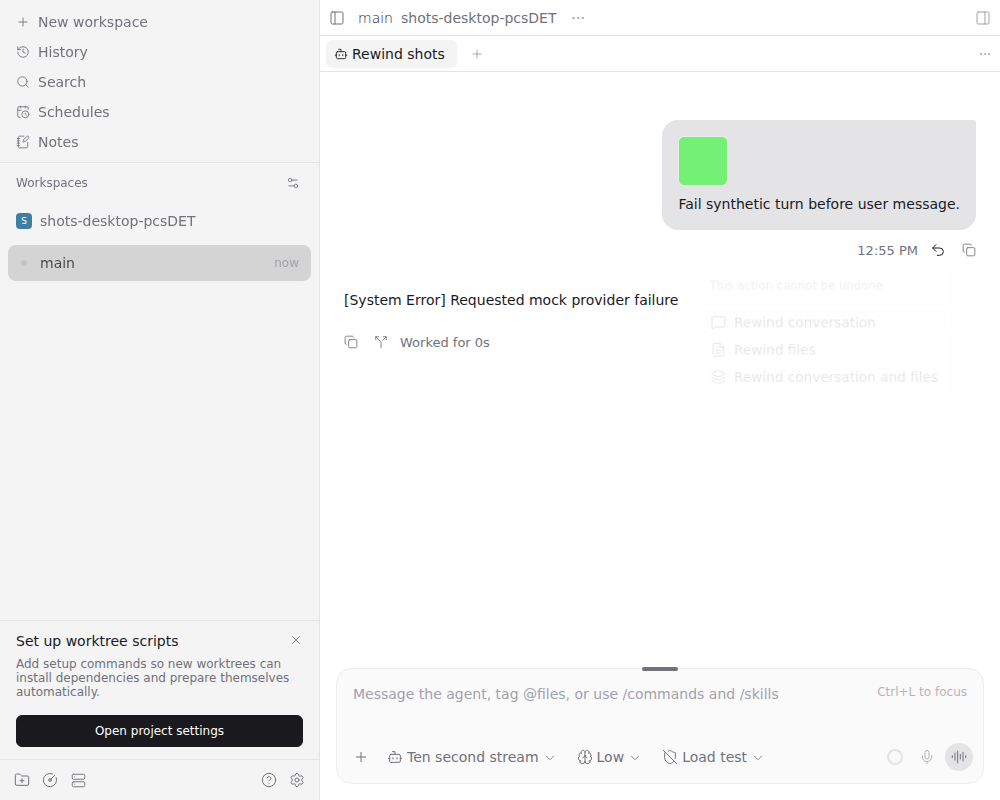 New workspace
History
Search
Schedules
Notes
Workspaces
S shots-desktop-pcsDET
main now
Set up worktree scripts
Add setup commands so new worktrees can
install dependencies and prepare themselves
automatically.
Open project settings
main shots-desktop-pcsDET
Rewind shots
Fail synthetic turn before user message.
12:55 PM
[System Error] Requested mock provider failure
Worked for 0s
This action cannot be undone
Rewind conversation
Rewind files
Rewind conversation and files
Message the agent, tag @files, or use /commands and /skills
Ctrl+L to focus
Ten second stream
Low
Load test